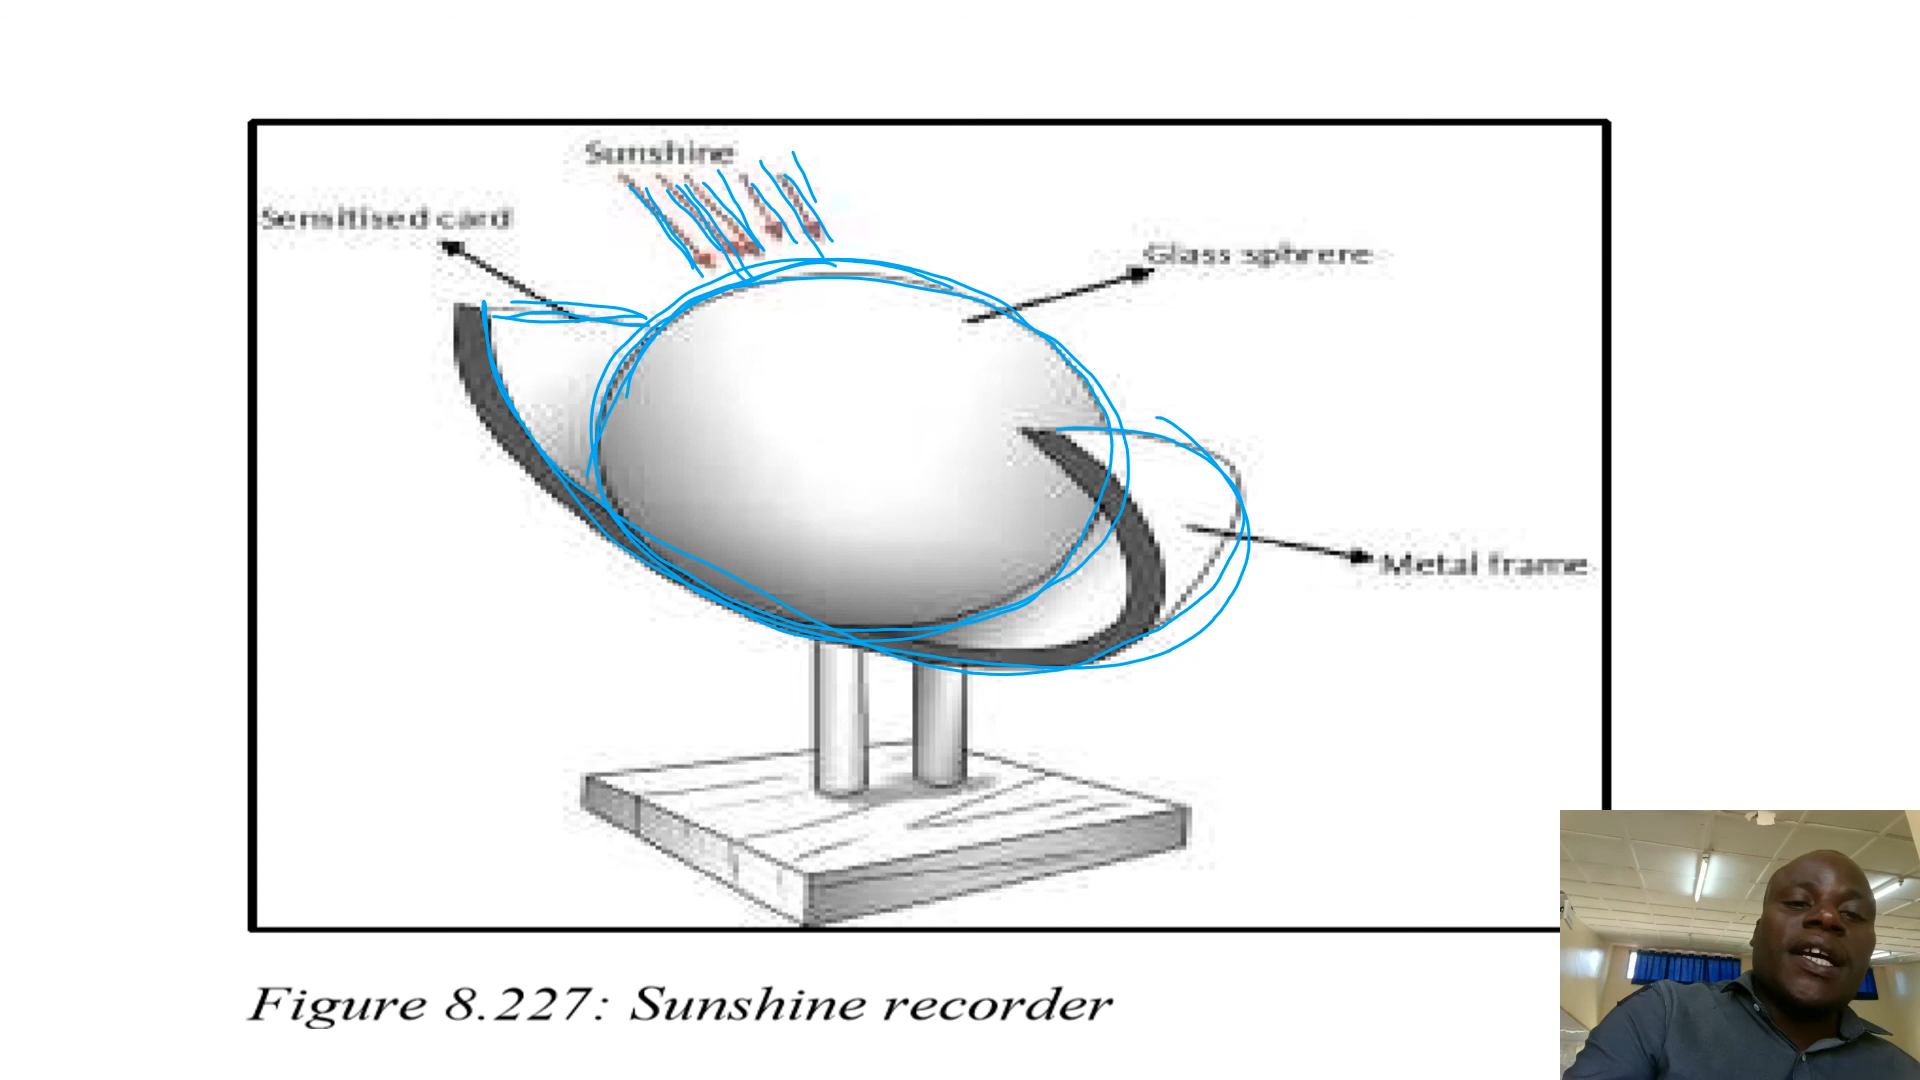 Sunshine
Sensitised card
Glass sphrere
Metal frame
Figure 8.227: Sunshine recorder